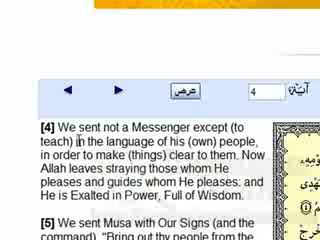 عرض 4 آية
[4] We sent not a Messenger except (to
teach) in the language of his (own) people,
in order to make (things) clear to them. Now
Allah leaves straying those whom He
pleases and guides whom He pleases: and
He is Exalted in Power, Full of Wisdom.
[5] We sent Musa with Our Signs (and the
command). "Bring out thy people from the